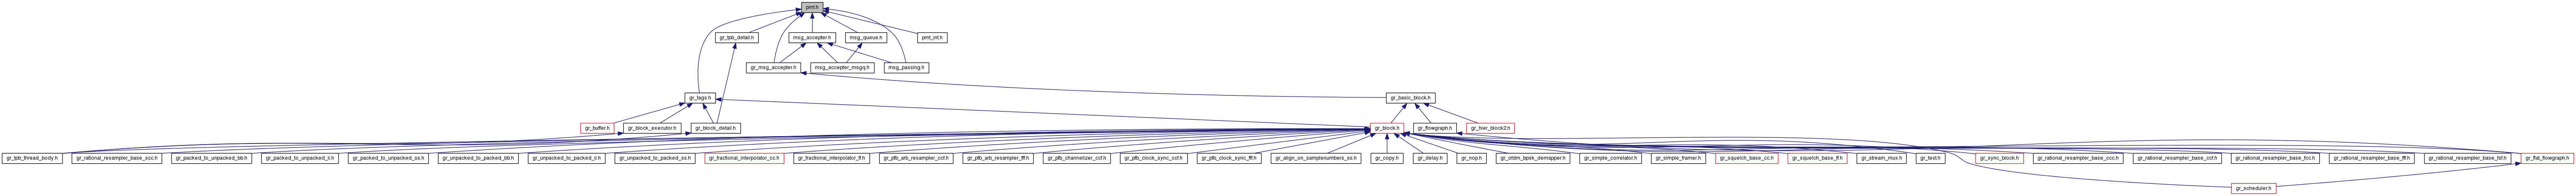 pmt.h
gr_tpb_detail.h
msg_accepter.h
msg_queue.h
pmt_int.h
gr_msg_accepter.h
msg_accepter_msgq.h
msg_passing.h
gr_tags.h
gr_basic_block.h
gr_buffer.h
gr_block_executor.h
gr_block_detail.h
gr_block.h
gr_flowgraph.h
gr_hier_block2.h
gr_tpb_thread_body.h
gr_rational_resampler_base_scc.h
gr_packed_to_unpacked_bb.h
gr_packed_to_unpacked_ii.h
gr_packed_to_unpacked_ss.h
gr_unpacked_to_packed_bb.h
gr_unpacked_to_packed_ii.h
gr_unpacked_to_packed_ss.h
gr_fractional_interpolator_cc.h
gr_fractional_interpolator_ff.h
gr_pfb_arb_resampler_ccf.h
gr_pfb_arb_resampler_fff.h
gr_pfb_channelizer_ccf.h
gr_pfb_clock_sync_ccf.h
gr_pfb_clock_sync_fff.h
gr_align_on_samplenumbers_ss.h
gr_copy.h
gr_delay.h
gr_nop.h
gr_ofdm_bpsk_demapper.h
gr_simple_correlator.h
gr_simple_framer.h
gr_squelch_base_cc.h
gr_squelch_base_ff.h
gr_stream_mux.h
gr_test.h
gr_sync_block.h
gr_rational_resampler_base_ccc.h
gr_rational_resampler_base_ccf.h
gr_rational_resampler_base_fcc.h
gr_rational_resampler_base_fff.h
gr_rational_resampler_base_fsf.h
gr_flat_flowgraph.h
gr_scheduler.h